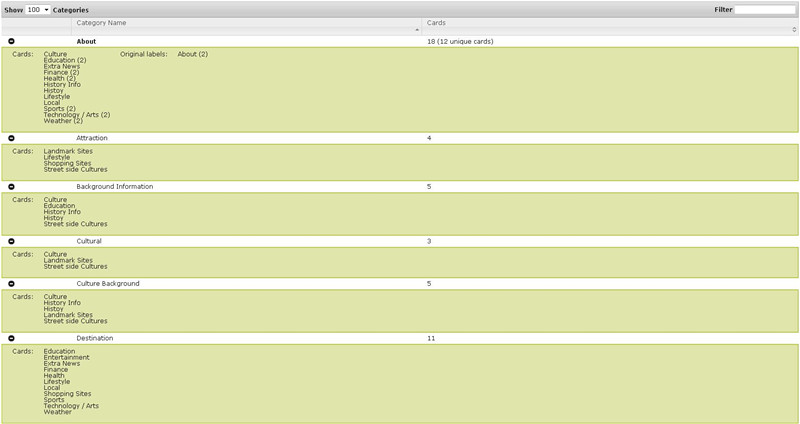 Show 100 Categories Filter
Category Name Cards
About 18 (12 unique cards)
Cards: Culture Original labels: About (2)
Education (2)
Extra News
Finance (2)
Health (2)
History Info
Histoy
Lifestyle
Local
Sports (2)
Technology / Arts (2)
Weather (2)
Attraction 4
Cards: Landmark Sites
Lifestyle
Shopping Sites
Street side Cultures
Background Information 5
Cards: Culture
Education
History Info
Histoy
Street side Cultures
Cultural 3
Cards: Culture
Landmark Sites
Street side Cultures
Culture Background 5
Cards: Culture
History Info
Histoy
Landmark Sites
Street side Cultures
Destination 11
Cards: Education
Entertainment
Extra News
Finance
Health
Lifestyle
Local
Shopping Sites
Sports
Technology / Arts
Weather